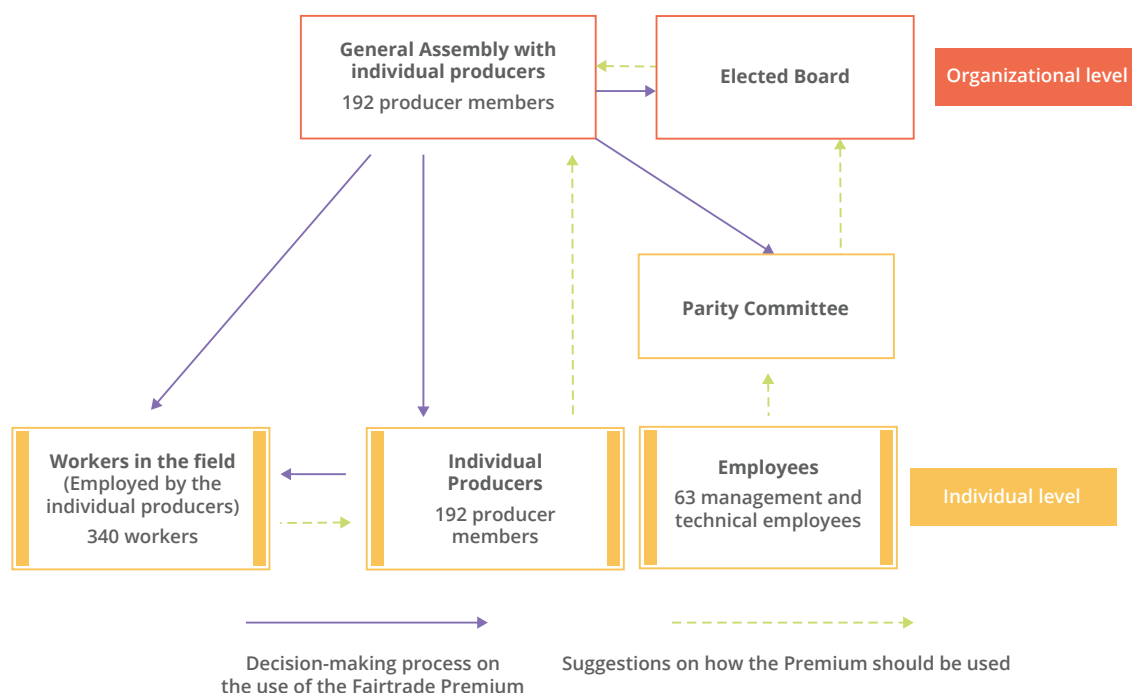 General Assembly with
individual producers
192 producer members
Elected Board
Organizational level
Parity Committee
Workers in the field
(Employed by the
individual producers)
340 workers
Individual
Producers
192 producer
members
Employees
63 management and
technical employees
Individual level
Decision-making process on
the use of the Fairtrade Premium
Suggestions on how the Premium should be used